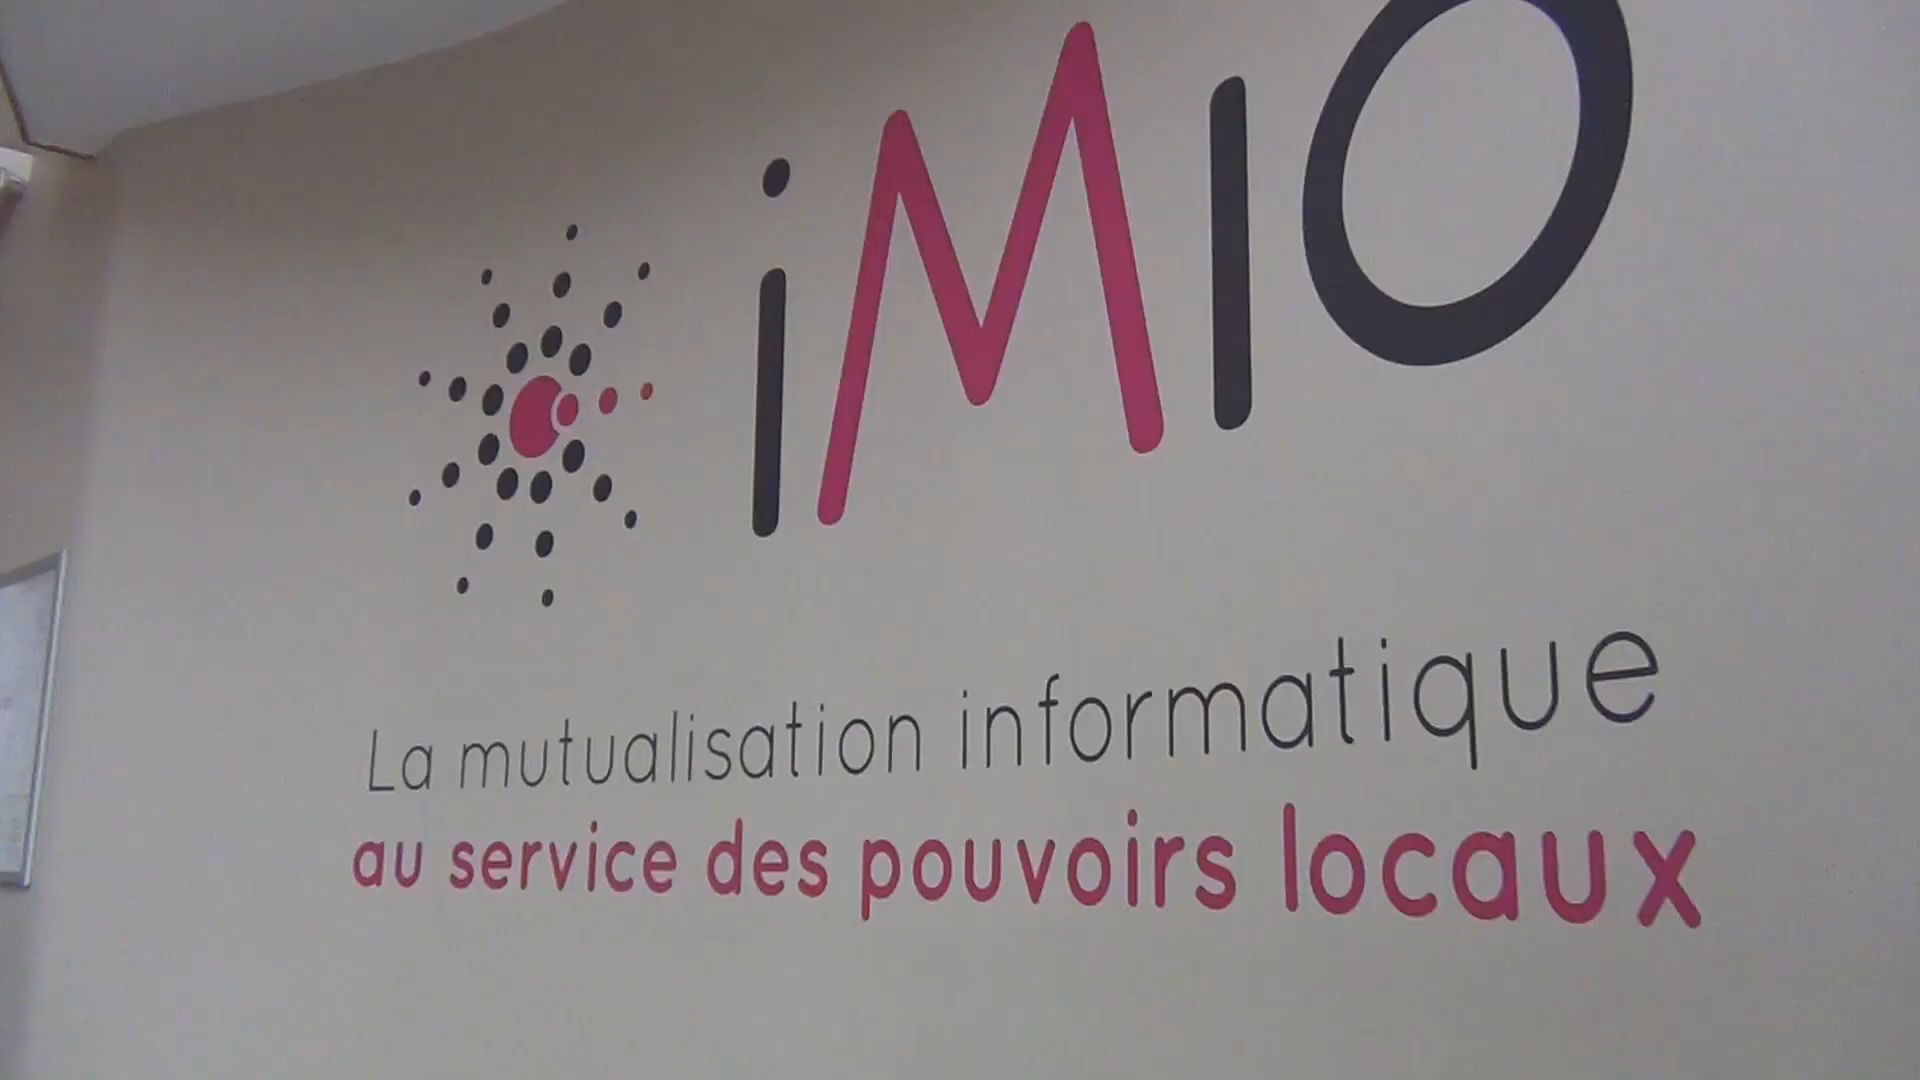 iMIO
La mutualisation informatique
au service des pouvoirs locaux